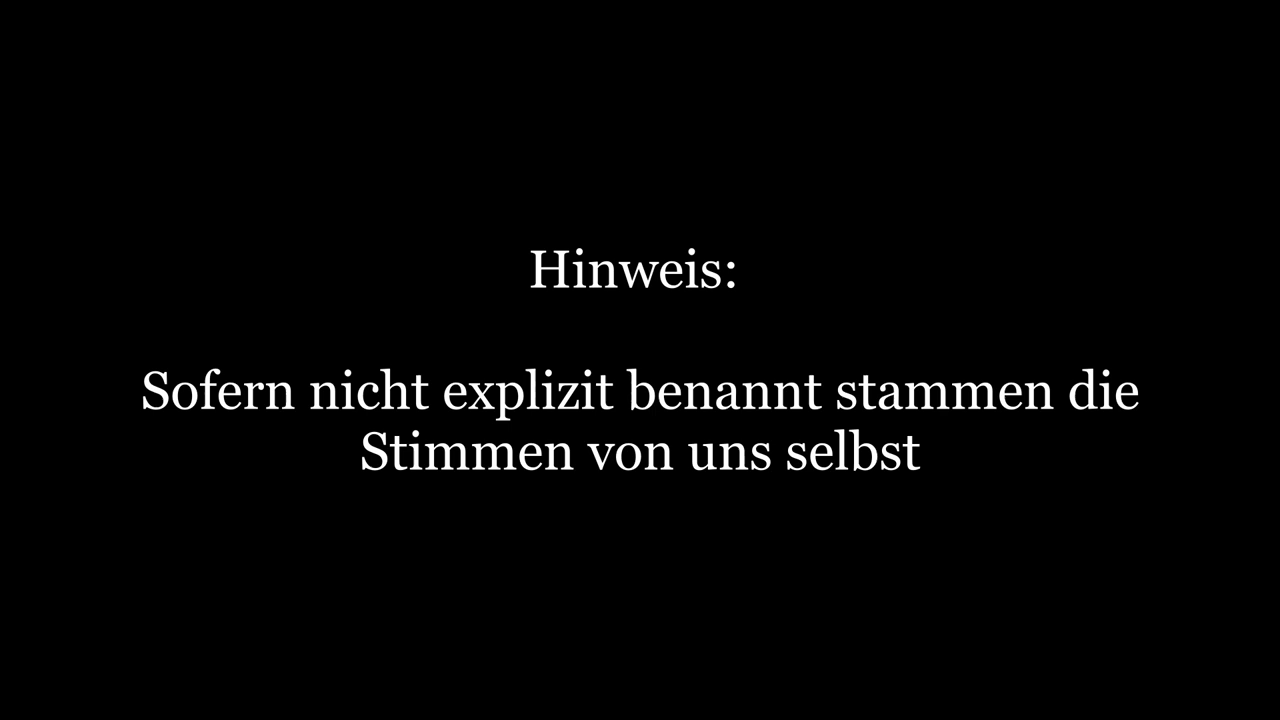 Hinweis:
Sofern nicht explizit benannt stammen die
Stimmen von uns selbst